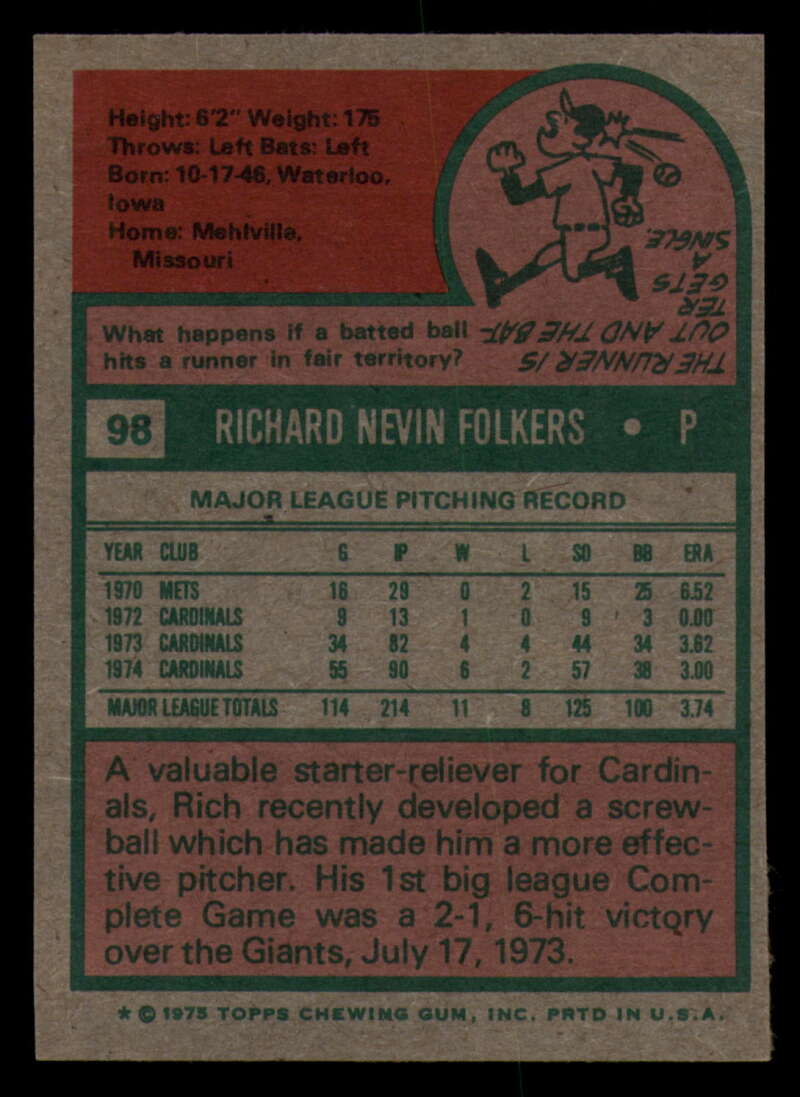 Height: 6'2" Weight: 175
Throws: Left Bats: Left
Born: 10-17-46, Waterloo,
Iowa
Home: Mehlville,
Missouri
What happens if a batted ball
hits a runner in fair territory?
THE RUNNER IS
OUT AND THE BAT-
TER
GETS
A
SINGLE.
98 RICHARD NEVIN FOLKERS • P
MAJOR LEAGUE PITCHING RECORD
YEAR CLUB G IP W L SO BB ERA
1970 METS 16 29 0 2 15 25 6.52
1972 CARDINALS 9 13 1 0 9 3 0.00
1973 CARDINALS 34 82 4 4 44 34 3.62
1974 CARDINALS 55 90 6 2 57 38 3.00
MAJOR LEAGUE TOTALS 114 214 11 8 125 100 3.74
A valuable starter-reliever for Cardin-
als, Rich recently developed a screw-
ball which has made him a more effec-
tive pitcher. His 1st big league Com-
plete Game was a 2-1, 6-hit victory
over the Giants, July 17, 1973.
* © 1975 TOPPS CHEWING GUM, INC. PRTD IN U.S.A.